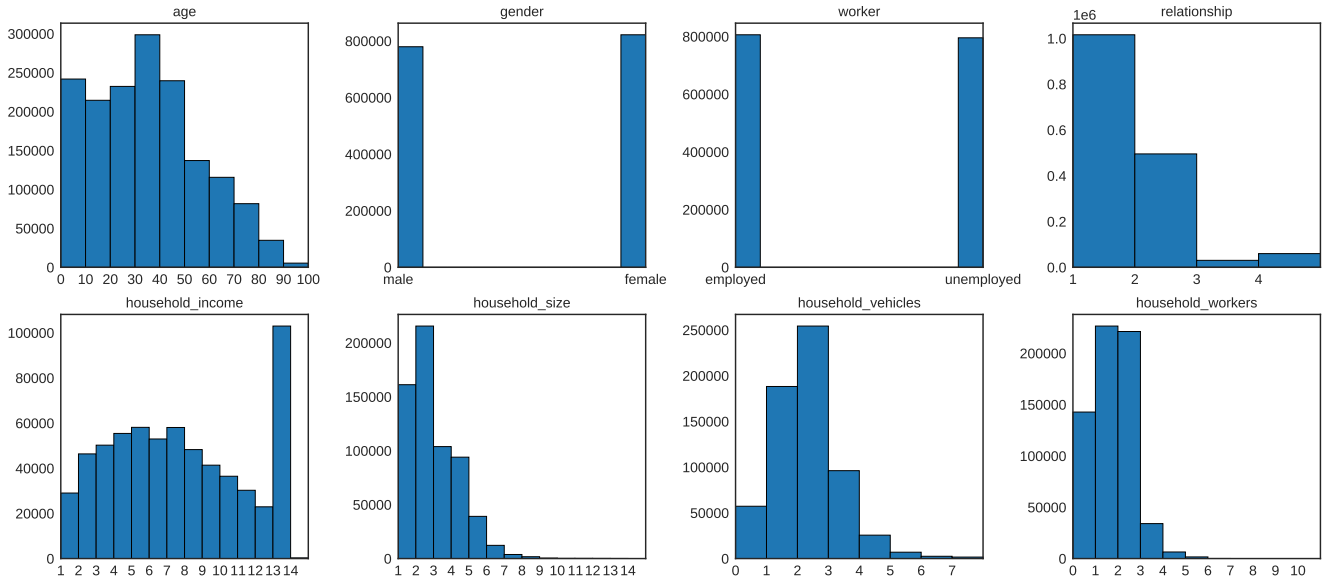 age
300000
250000
200000
150000
100000
50000
0
0 10 20 30 40 50 60 70 80 90 100
gender
800000
600000
400000
200000
0
male female
worker
800000
600000
400000
200000
0
employed unemployed
relationship
1e6
1.0
0.8
0.6
0.4
0.2
0.0
1 2 3 4
household_income
100000
80000
60000
40000
20000
0
1 2 3 4 5 6 7 8 9 10 11 12 13 14
household_size
200000
150000
100000
50000
0
1 2 3 4 5 6 7 8 9 10 11 12 13 14
household_vehicles
250000
200000
150000
100000
50000
0
0 1 2 3 4 5 6 7
household_workers
200000
150000
100000
50000
0
0 1 2 3 4 5 6 7 8 9 10